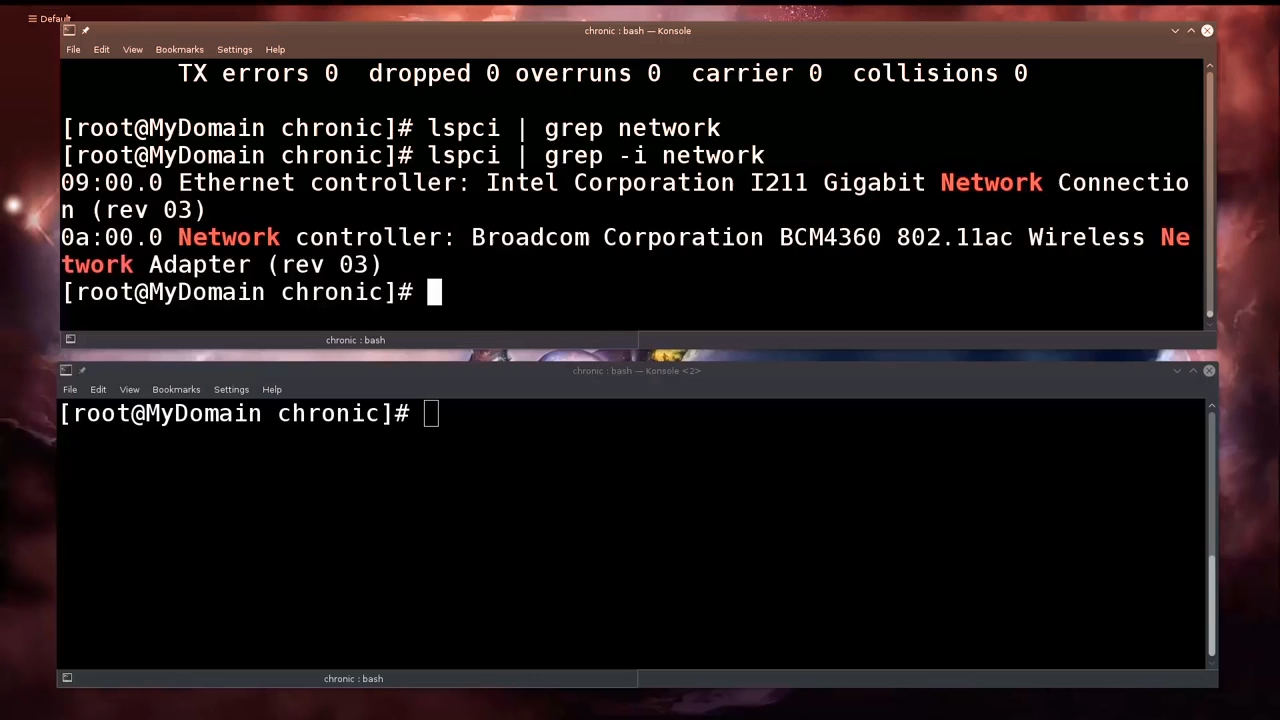 Default
chronic : bash — Konsole
File Edit View Bookmarks Settings Help
TX errors 0  dropped 0 overruns 0  carrier 0  collisions 0
[root@MyDomain chronic]# lspci | grep network
[root@MyDomain chronic]# lspci | grep -i network
09:00.0 Ethernet controller: Intel Corporation I211 Gigabit Network Connectio
n (rev 03)
0a:00.0 Network controller: Broadcom Corporation BCM4360 802.11ac Wireless Ne
twork Adapter (rev 03)
[root@MyDomain chronic]#
chronic : bash
chronic : bash — Konsole <2>
File Edit View Bookmarks Settings Help
[root@MyDomain chronic]#
chronic : bash